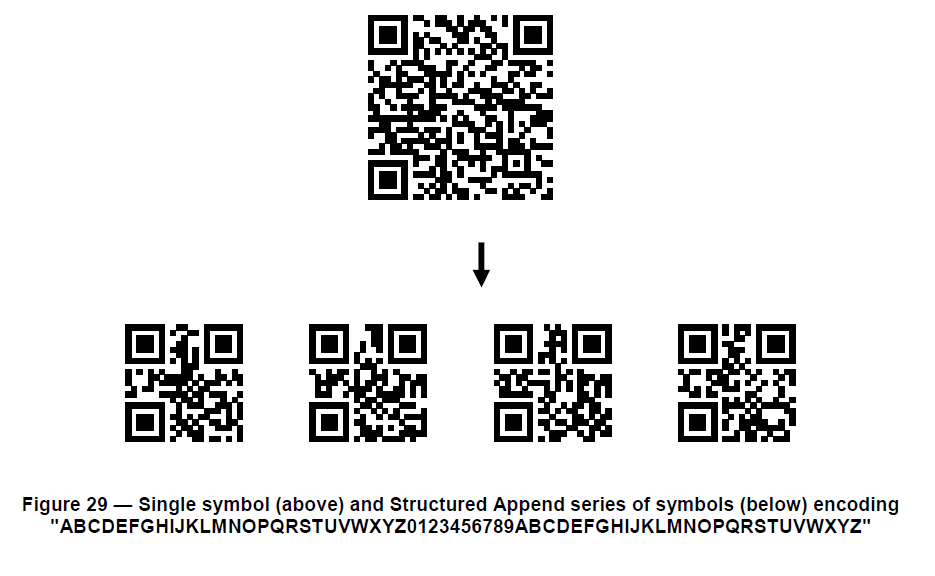 Figure 29 — Single symbol (above) and Structured Append series of symbols (below) encoding
"ABCDEFGHIJKLMNOPQRSTUVWXYZ0123456789ABCDEFGHIJKLMNOPQRSTUVWXYZ"